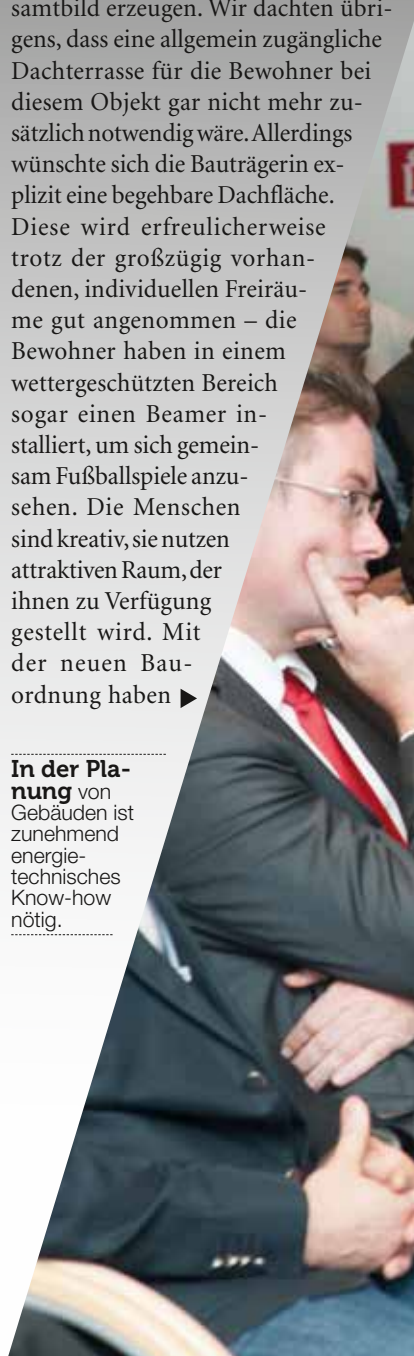 samtbild erzeugen. Wir dachten übri-
gens, dass eine allgemein zugängliche
Dachterrasse für die Bewohner bei
diesem Objekt gar nicht mehr zu-
sätzlich notwendig wäre. Allerdings
wünschte sich die Bauträgerin ex-
plizit eine begehbare Dachfläche.
Diese wird erfreulicherweise
trotz der großzügig vorhan-
denen, individuellen Freiräu-
me gut angenommen – die
Bewohner haben in einem
wettergeschützten Bereich
sogar einen Beamer in-
stalliert, um sich gemein-
sam Fußballspiele anzu-
sehen. Die Menschen
sind kreativ, sie nutzen
attraktiven Raum, der
ihnen zu Verfügung
gestellt wird. Mit
der neuen Bau-
ordnung haben ▶
In der Pla-
nung von
Gebäuden ist
zunehmend
energie-
technisches
Know-how
nötig.